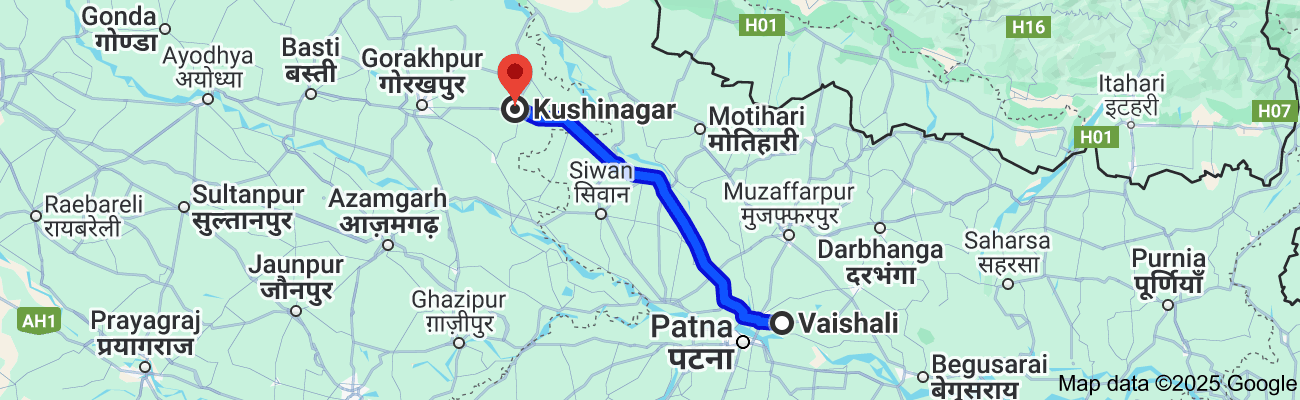 Gonda
गोण्डा
Ayodhya
अयोध्या
Basti
बस्ती
Gorakhpur
गोरखपुर
Kushinagar
H01
H16
Itahari
इटहरी
H07
H01
Motihari
मोतिहारी
Siwan
सिवान
Raebareli
रायबरेली
Sultanpur
सुल्तानपुर
Azamgarh
आज़मगढ़
Muzaffarpur
मुजफ्फरपुर
Darbhanga
दरभंगा
Saharsa
सहरसा
Purnia
पूर्णियाँ
Jaunpur
जौनपुर
Ghazipur
ग़ाज़ीपुर
AH1
Prayagraj
प्रयागराज
Patna
पटना
Vaishali
Begusarai
बेगूसराय
Map data ©2025 Google